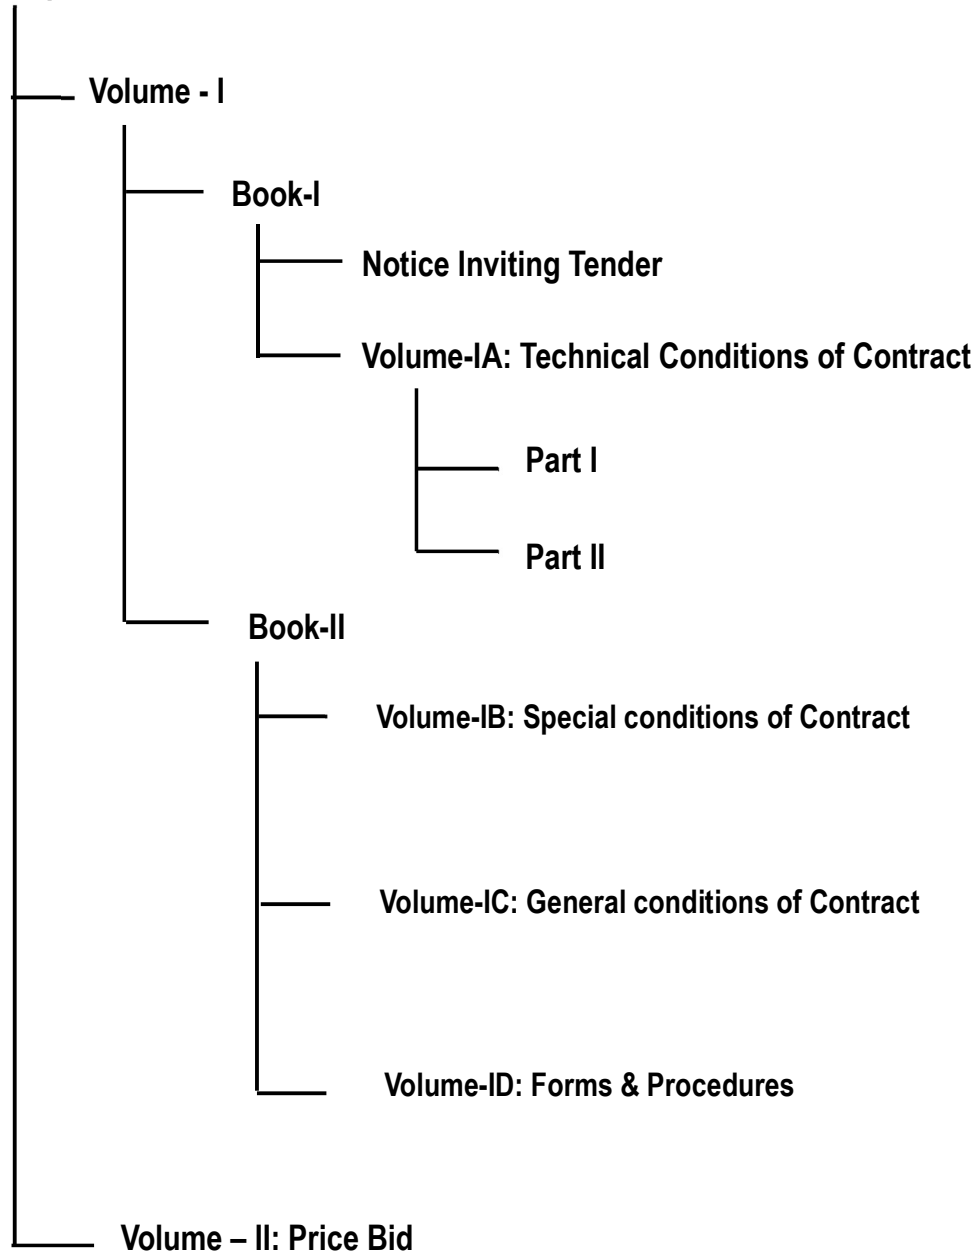 Volume - I
Book-I
Notice Inviting Tender
Volume-IA: Technical Conditions of Contract
Part I
Part II
Book-II
Volume-IB: Special conditions of Contract
Volume-IC: General conditions of Contract
Volume-ID: Forms & Procedures
Volume – II: Price Bid